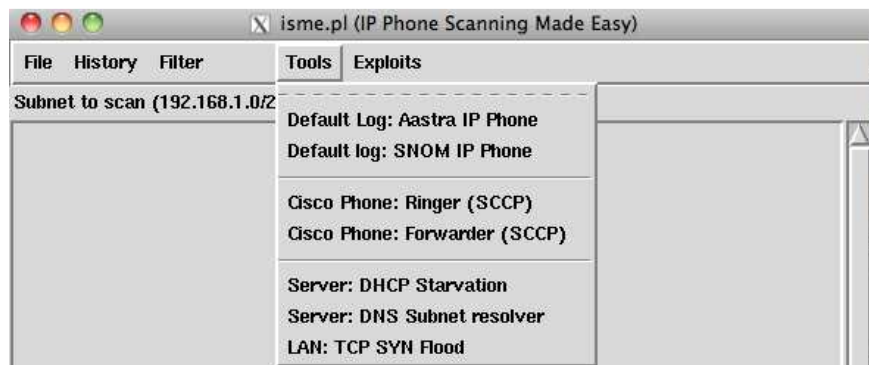 isme.pl (IP Phone Scanning Made Easy)
File History Filter Tools Exploits
Subnet to scan (192.168.1.0/2
Default Log: Aastra IP Phone
Default log: SNOM IP Phone
Cisco Phone: Ringer (SCCP)
Cisco Phone: Forwarder (SCCP)
Server: DHCP Starvation
Server: DNS Subnet resolver
LAN: TCP SYN Flood